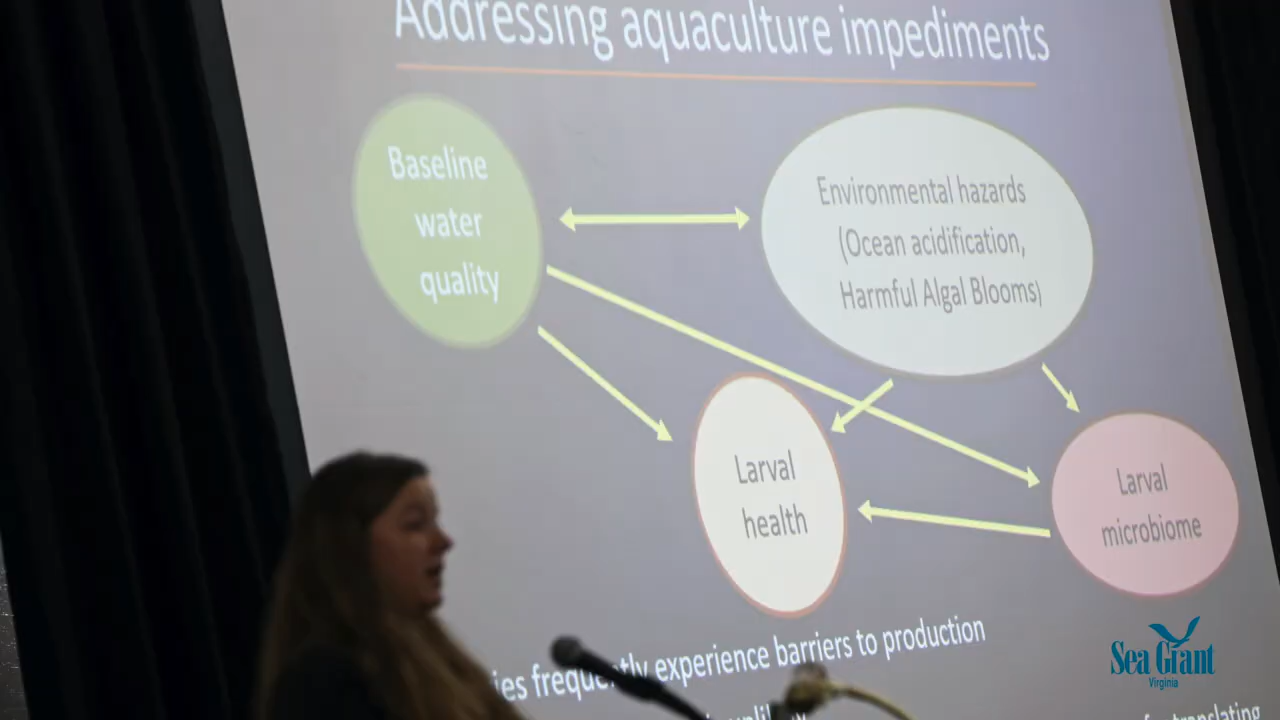 Addressing aquaculture impediments
Baseline
water
quality
Environmental hazards
(Ocean acidification,
Harmful Algal Blooms)
Larval
health
Larval
microbiome
frequently experience barriers to production
translating
Sea Grant
Virginia